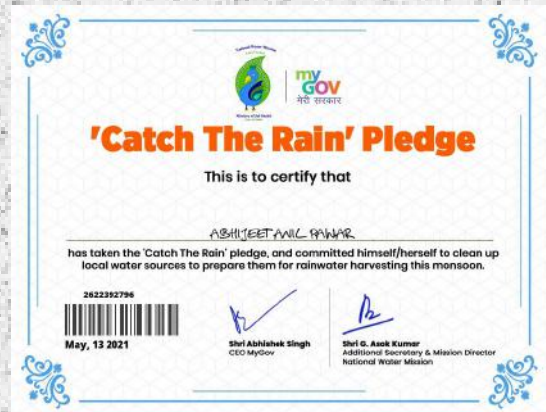 my
GOV
मेरी सरकार
'Catch The Rain' Pledge
This is to certify that
ABHIJEET ANIL PAWAR
has taken the 'Catch The Rain' pledge, and committed himself/herself to clean up
local water sources to prepare them for rainwater harvesting this monsoon.
2622392796
May, 13 2021
Shri Abhishek Singh
CEO MyGov
Shri G. Asok Kumar
Additional Secretary & Mission Director
National Water Mission